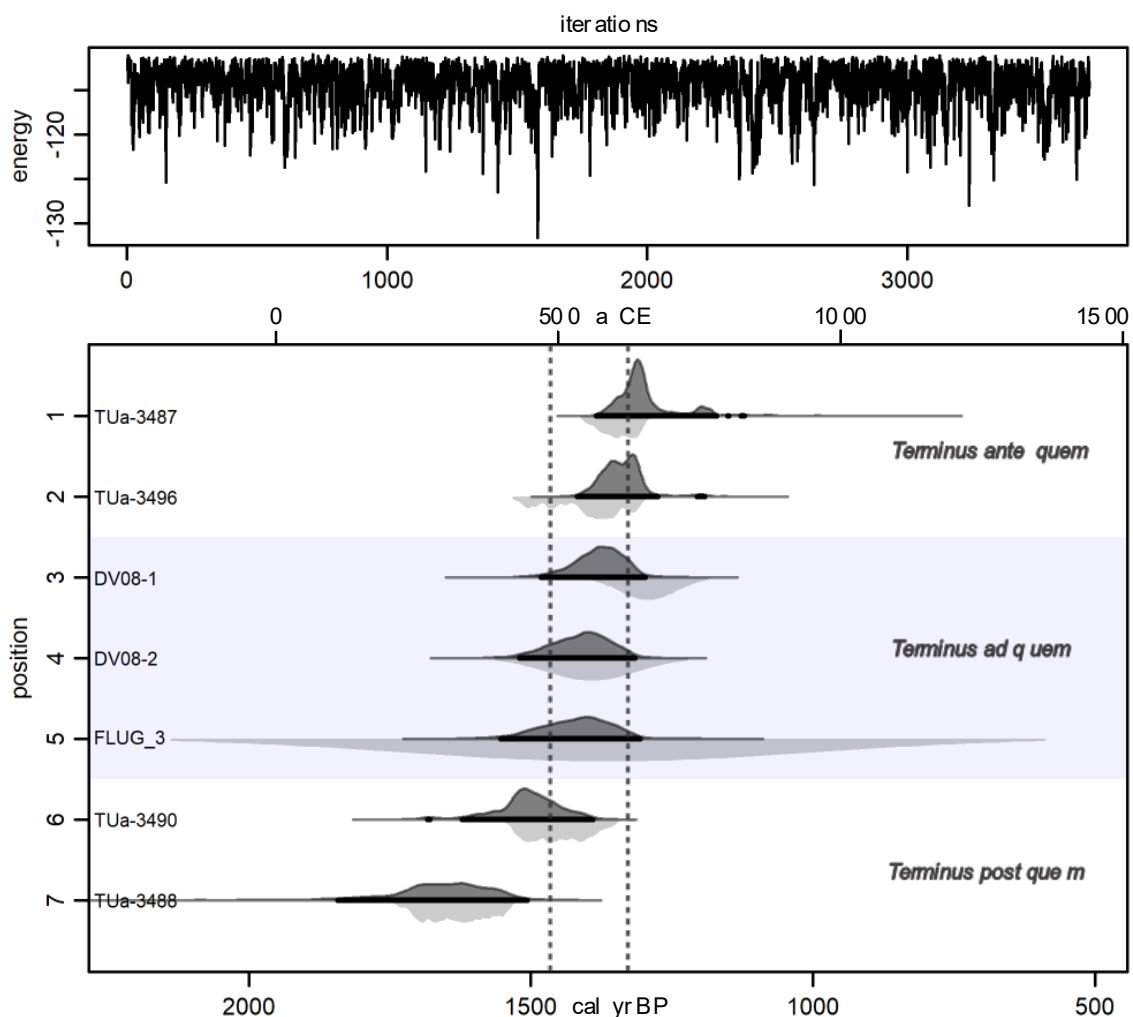 iterations
energy
-120
-130
0 1000 2000 3000
0 500 a CE 1000 1500
position
1 TUa-3487
Terminus ante quem
2 TUa-3496
3 DV08-1
4 DV08-2
Terminus ad quem
5 FLUG_3
6 TUa-3490
Terminus post quem
7 TUa-3488
2000 1500 cal yr BP 1000 500